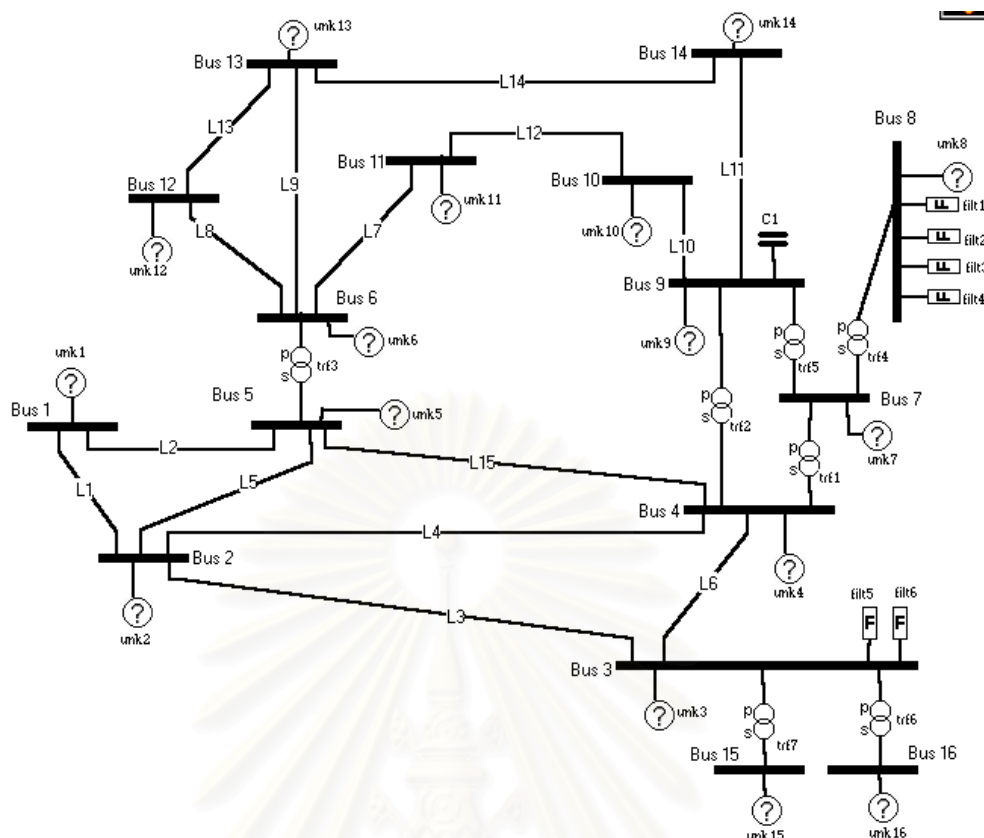 unk13
unk14
Bus 13
Bus 14
L14
Bus 8
L13
L12
unk8
Bus 11
L9
L11
Bus 12
Bus 10
unk11
F filt1
L8
L7
C1
unk10
F filt2
unk12
L10
F filt3
Bus 9
F filt4
Bus 6
p
s
trf3
unk6
unk9
p
s
trf5
p
s
trf4
unk1
Bus 5
Bus 1
unk5
p
s
trf2
Bus 7
L2
unk7
L15
p
s
trf1
L1
L5
Bus 4
L4
Bus 2
unk4
L6
filt5
filt6
F
F
unk2
L3
Bus 3
unk3
p
s
trf7
p
s
trf6
Bus 15
Bus 16
unk15
unk16
? ? ? ? ? ? ? ? ? ? ? ? ? ? ? ?